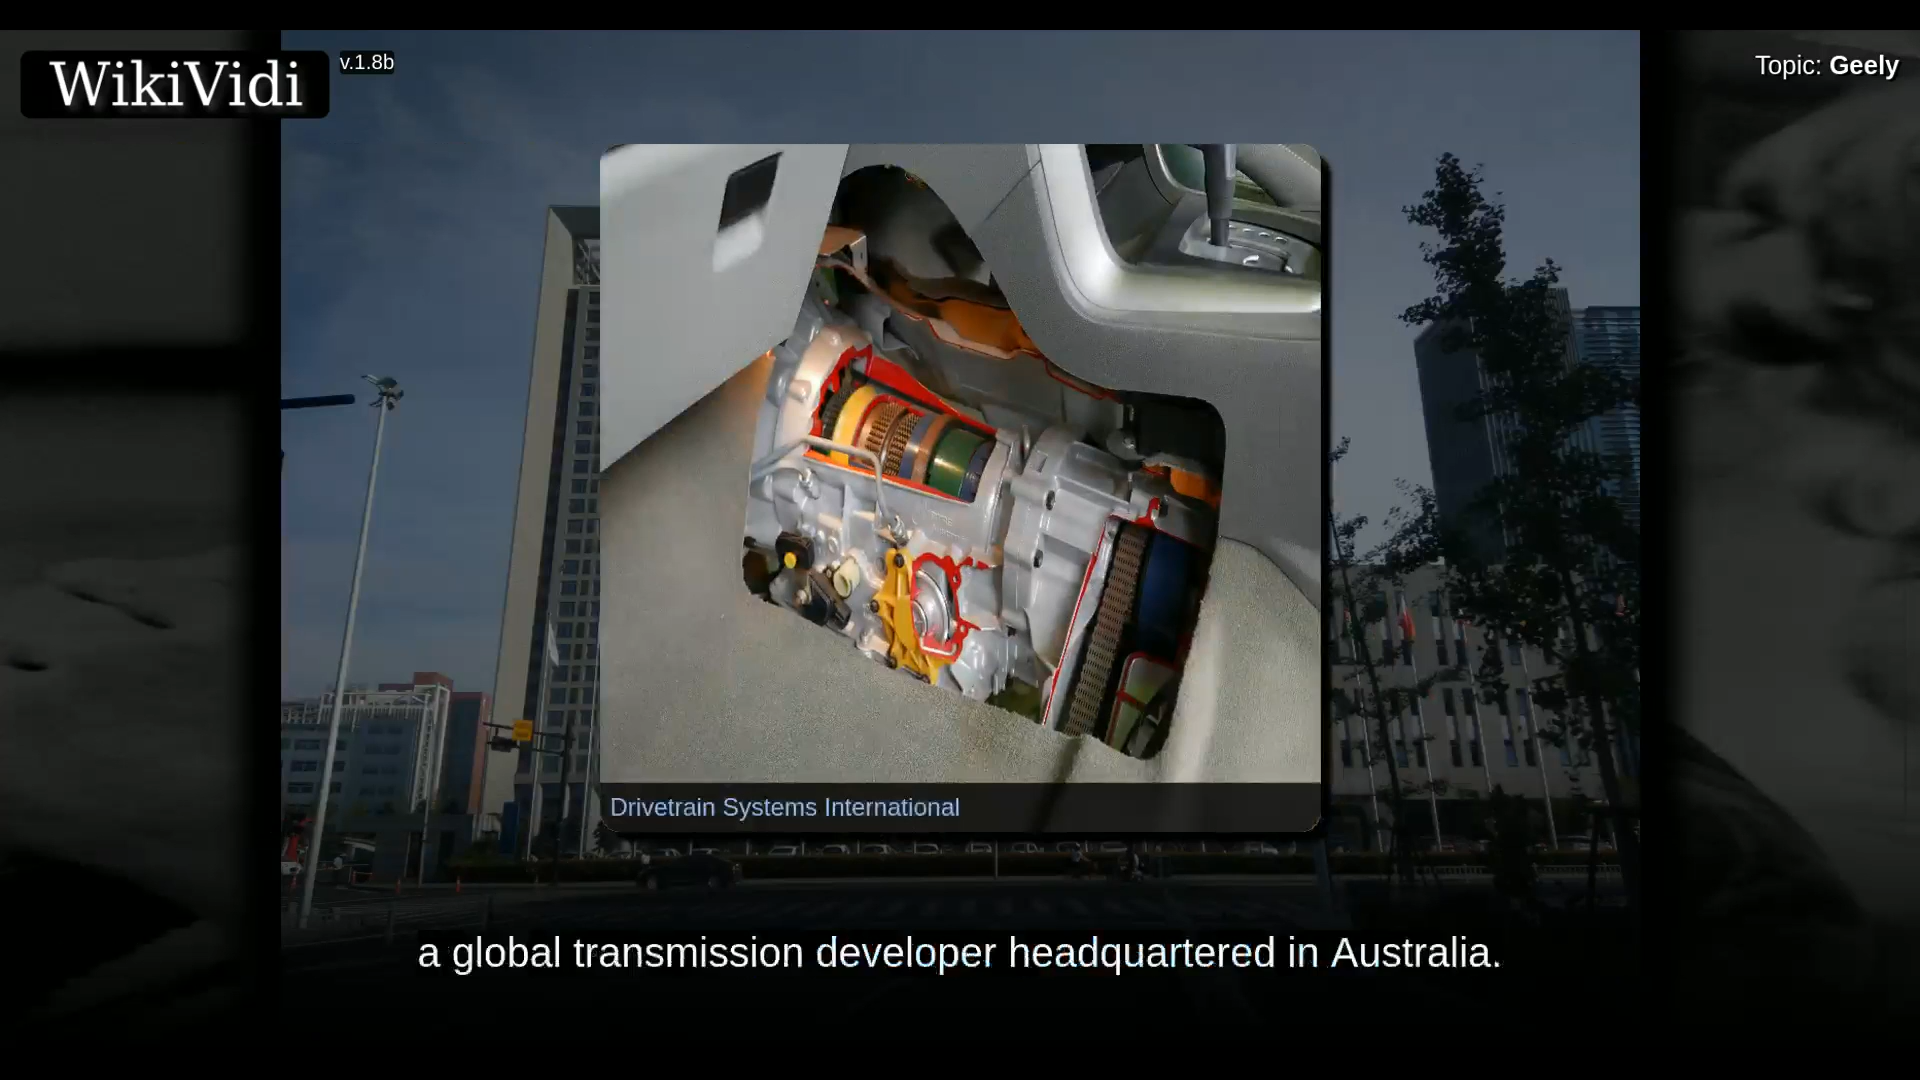 WikiVidi
v.1.8b
Topic: Geely
Drivetrain Systems International
a global transmission developer headquartered in Australia.